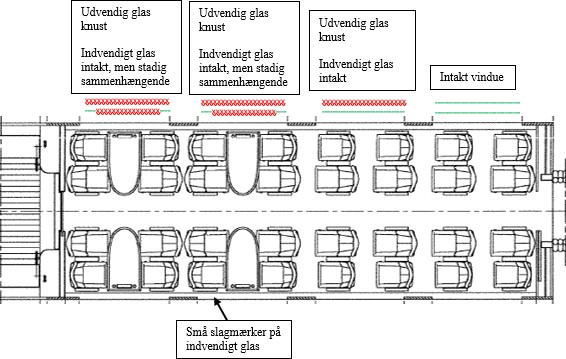 Udvendig glas
knust
Indvendigt glas
intakt, men stadig
sammenhængende
Udvendig glas
knust
Indvendigt glas
intakt, men stadig
sammenhængende
Udvendig glas
knust
Indvendigt glas
intakt
Intakt vindue
Små slagmærker på
indvendigt glas